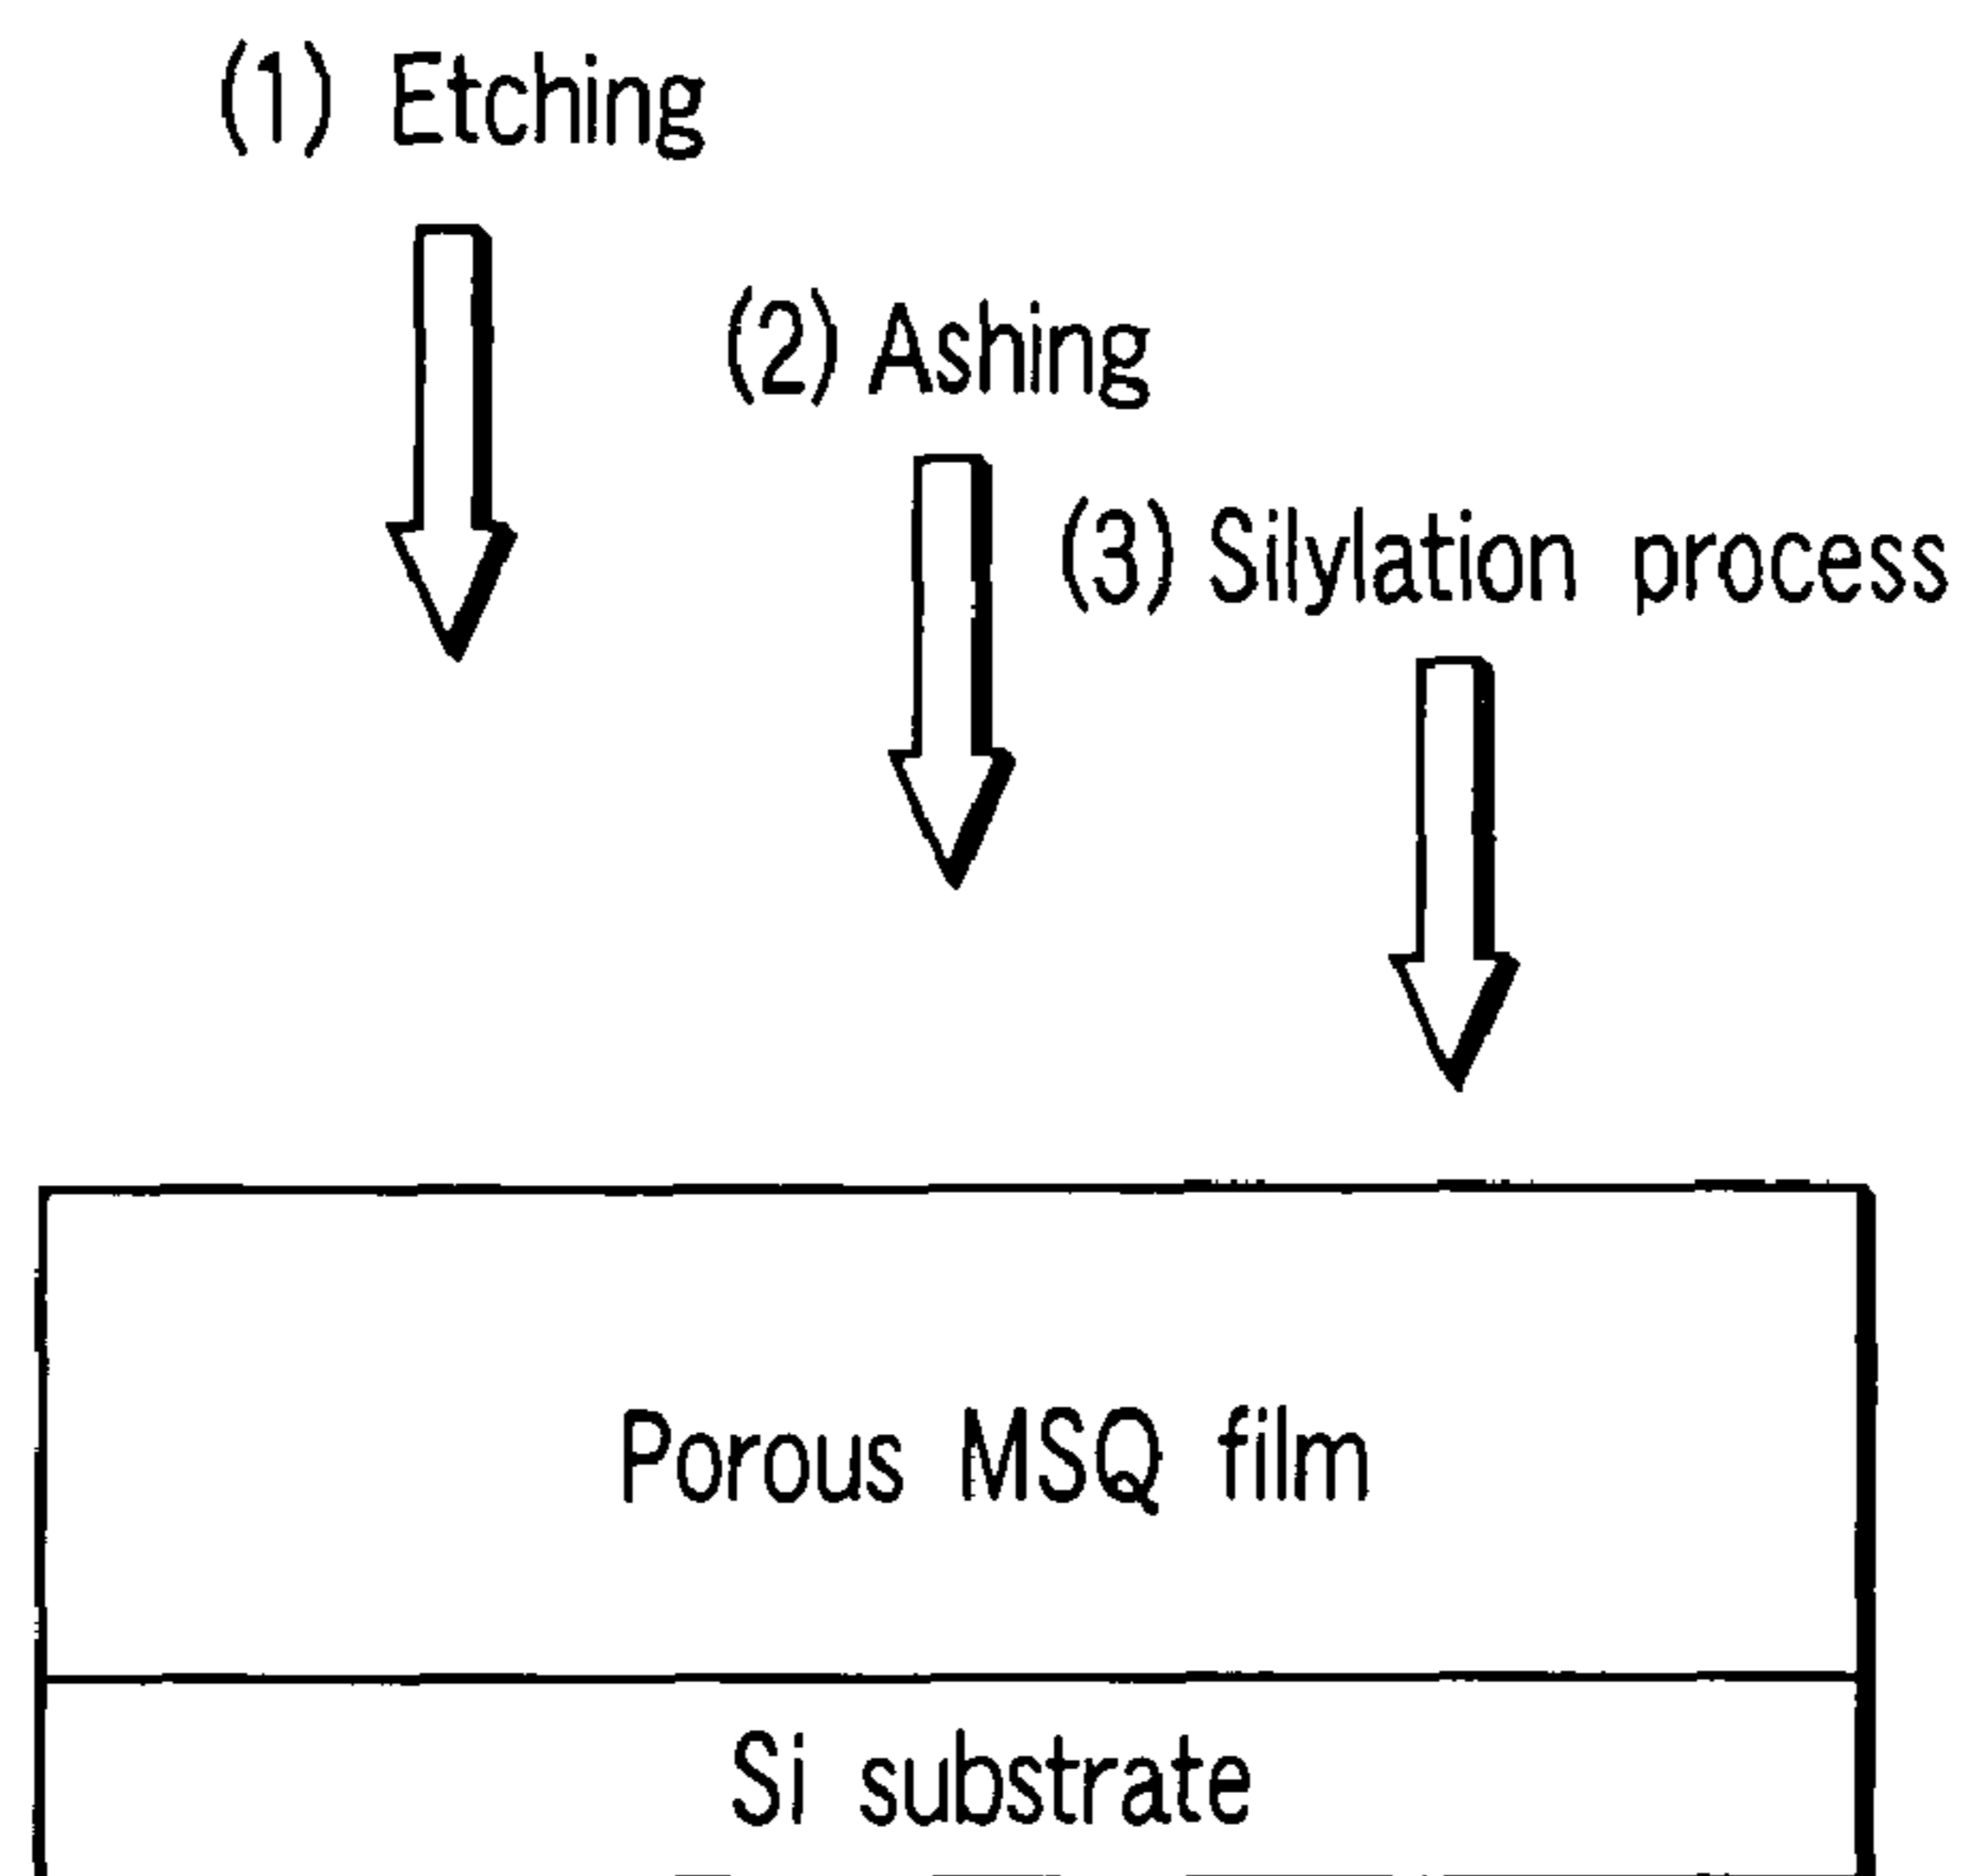 (1) Etching
(2) Ashing
(3) Silylation process
Porous MSQ film
Si substrate